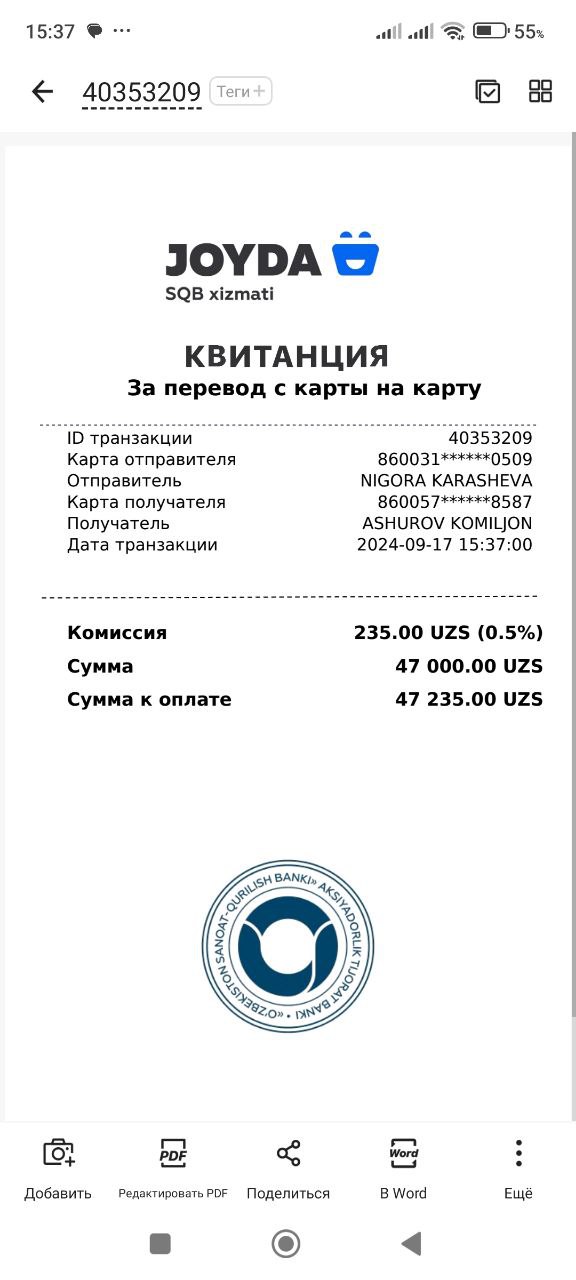 15:37
55%
40353209 Теги+
JOYDA
SQB xizmati
КВИТАНЦИЯ
За перевод с карты на карту
ID транзакции 40353209
Карта отправителя 860031******0509
Отправитель NIGORA KARASHEVA
Карта получателя 860057******8587
Получатель ASHUROV KOMILJON
Дата транзакции 2024-09-17 15:37:00
Комиссия 235.00 UZS (0.5%)
Сумма 47 000.00 UZS
Сумма к оплате 47 235.00 UZS
«O'ZBEKISTON SANOAT-QURILISH BANKI» AKSIYADORLIK TIJORAT BANKI •
PDF
Word
Добавить
Редактировать PDF
Поделиться
В Word
Ещё